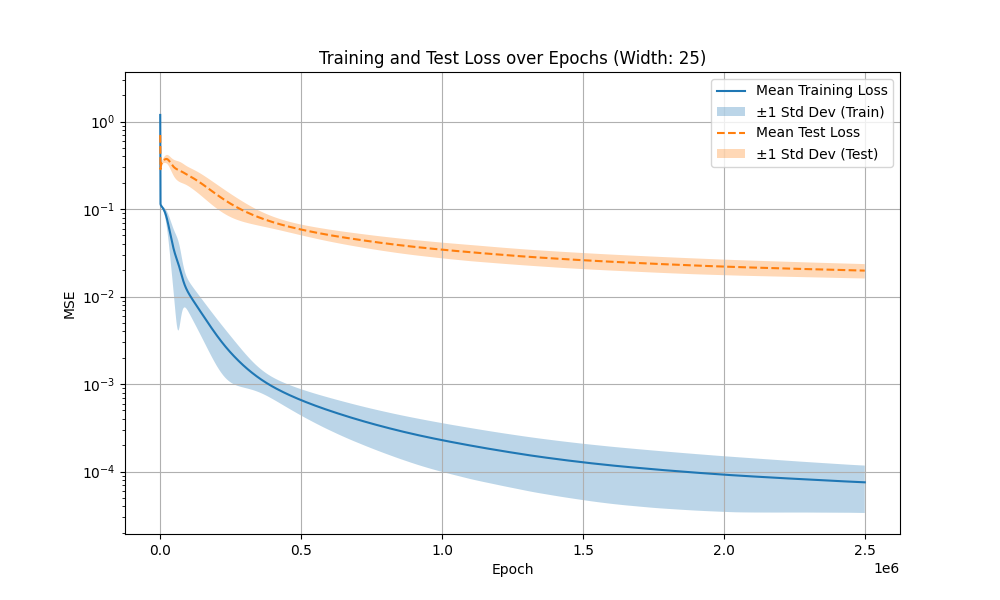 Training and Test Loss over Epochs (Width: 25)
Mean Training Loss
±1 Std Dev (Train)
Mean Test Loss
±1 Std Dev (Test)
MSE
10⁰
10⁻¹
10⁻²
10⁻³
10⁻⁴
0.0 0.5 1.0 1.5 2.0 2.5
1e6
Epoch